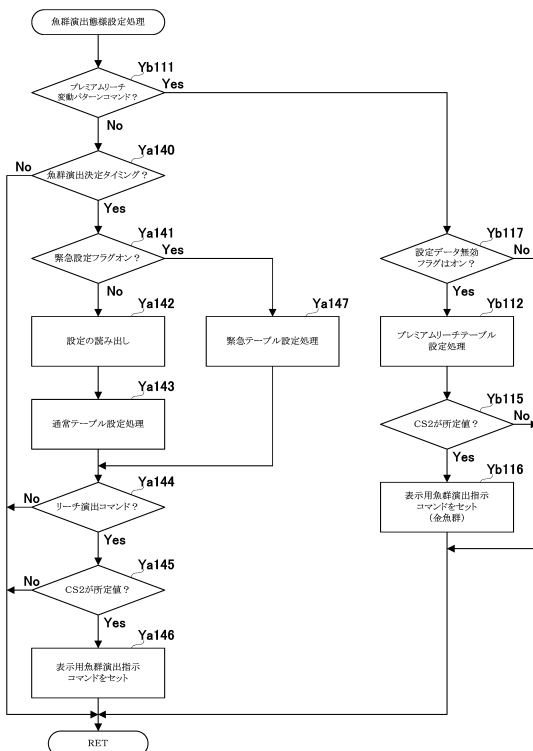 魚群演出態様設定処理
Yb111
プレミアムリーチ
変動パターンコマンド？
Yes
No
Ya140
No
魚群演出決定タイミング？
Yes
Ya141
緊急設定フラグオン？
Yes
No
Ya142
設定の読み出し
Ya147
緊急テーブル設定処理
Ya143
通常テーブル設定処理
Ya144
No
リーチ演出コマンド？
Yes
Ya145
No
CS2が所定値？
Yes
Ya146
表示用魚群演出指示
コマンドをセット
RET
Yb117
設定データ無効
フラグはオン？
No
Yes
Yb112
プレミアムリーチテーブル
設定処理
Yb115
CS2が所定値？
No
Yes
Yb116
表示用魚群演出指示
コマンドをセット
(金魚群)